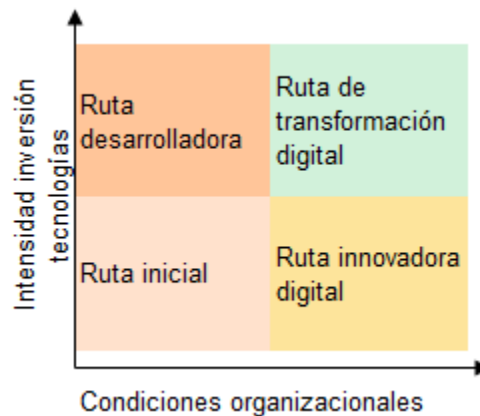 Intensidad inversión
tecnologías
Ruta
desarrolladora
Ruta de
transformación
digital
Ruta inicial
Ruta innovadora
digital
Condiciones organizacionales